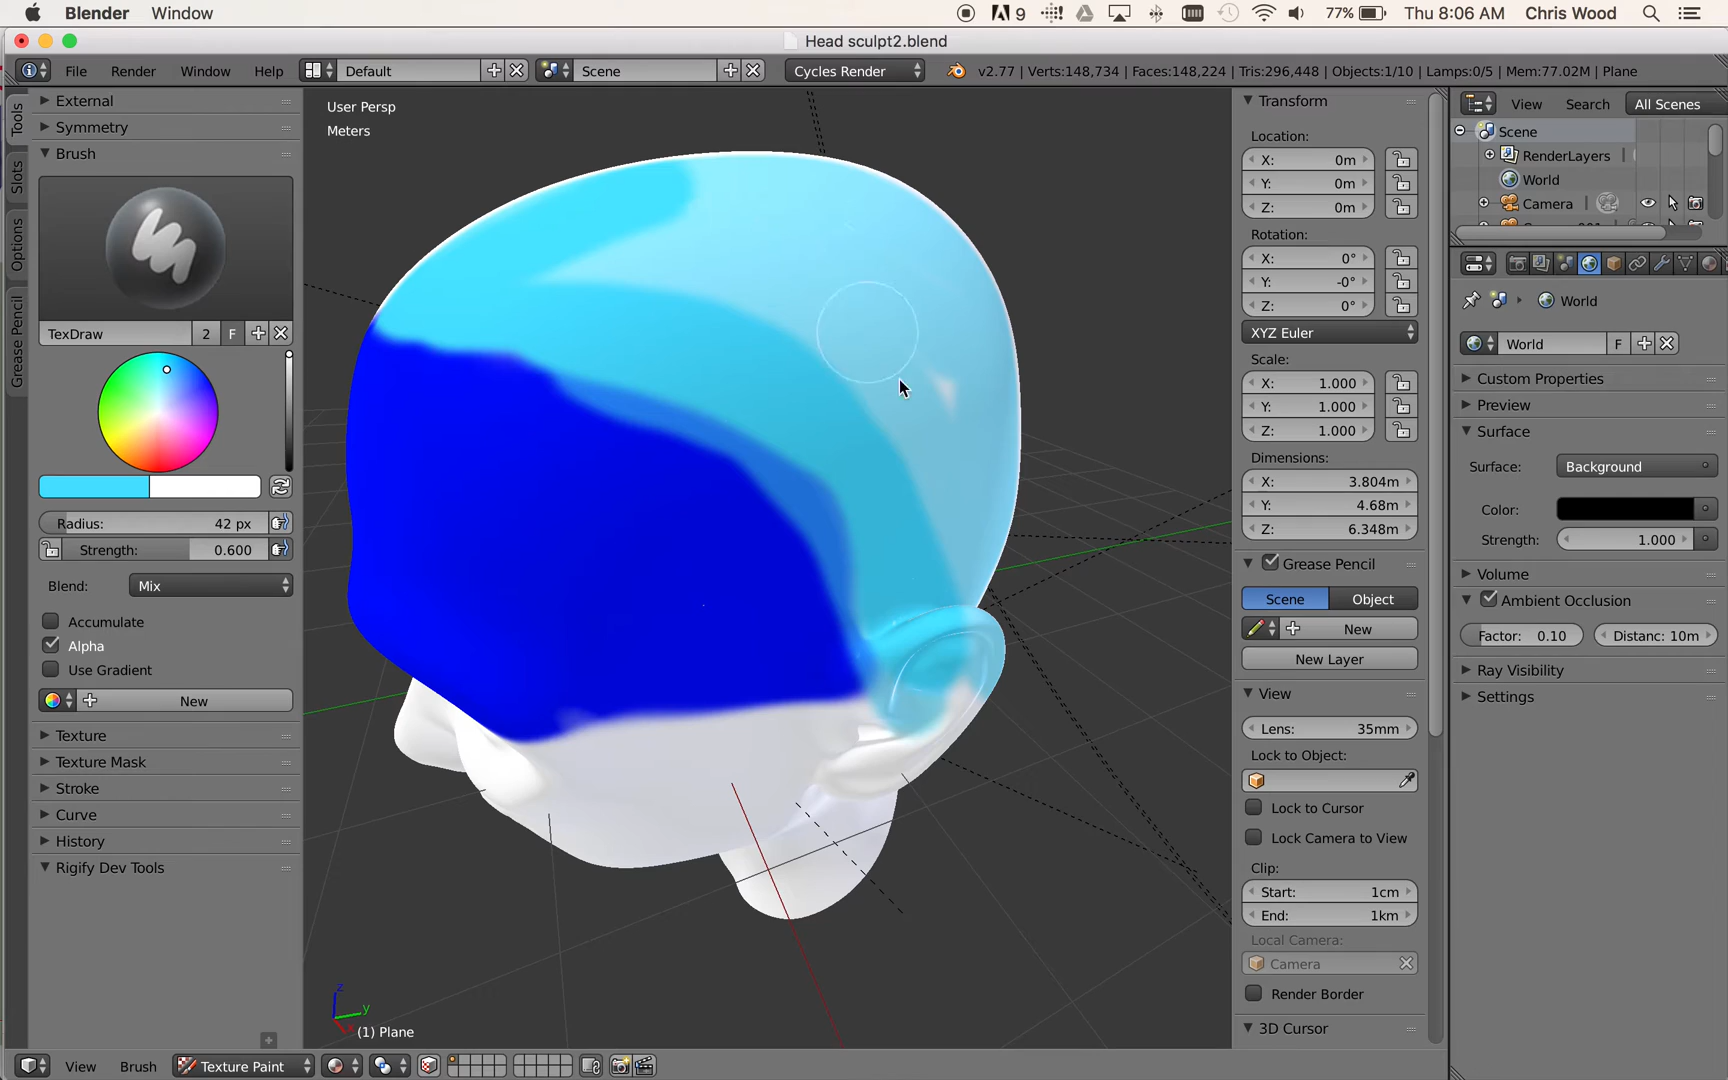 Blender Window 9 77% Thu 8:06 AM Chris Wood
Head sculpt2.blend
File Render Window Help Default Scene Cycles Render v2.77 | Verts:148,734 | Faces:148,224 | Tris:296,448 | Objects:1/10 | Lamps:0/5 | Mem:77.02M | Plane
Tools
Slots
Options
Grease Pencil
External
Symmetry
Brush
TexDraw 2 F
Radius: 42 px
Strength: 0.600
Blend: Mix
Accumulate
Alpha
Use Gradient
New
Texture
Texture Mask
Stroke
Curve
History
Rigify Dev Tools
User Persp
Meters
z
y
x
(1) Plane
View Brush Texture Paint
Transform
Location:
X: 0m
Y: 0m
Z: 0m
Rotation:
X: 0°
Y: -0°
Z: 0°
XYZ Euler
Scale:
X: 1.000
Y: 1.000
Z: 1.000
Dimensions:
X: 3.804m
Y: 4.68m
Z: 6.348m
Grease Pencil
Scene Object
New
New Layer
View
Lens: 35mm
Lock to Object:
Lock to Cursor
Lock Camera to View
Clip:
Start: 1cm
End: 1km
Local Camera:
Camera
Render Border
3D Cursor
View Search All Scenes
Scene
RenderLayers
World
Camera
World
World F
Custom Properties
Preview
Surface
Surface: Background
Color:
Strength: 1.000
Volume
Ambient Occlusion
Factor: 0.10 Distanc: 10m
Ray Visibility
Settings